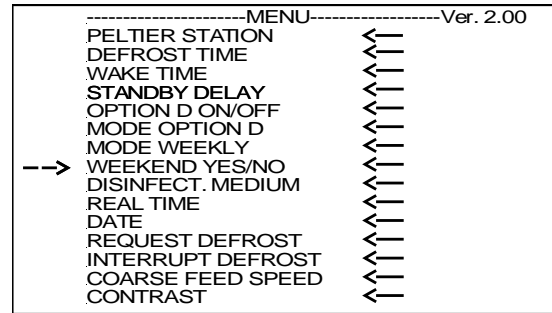 ----------------------MENU-----------------Ver. 2.00
PELTIER STATION
DEFROST TIME
WAKE TIME
STANDBY DELAY
OPTION D ON/OFF
MODE OPTION D
MODE WEEKLY
WEEKEND YES/NO
DISINFECT. MEDIUM
REAL TIME
DATE
REQUEST DEFROST
INTERRUPT DEFROST
COARSE FEED SPEED
CONTRAST